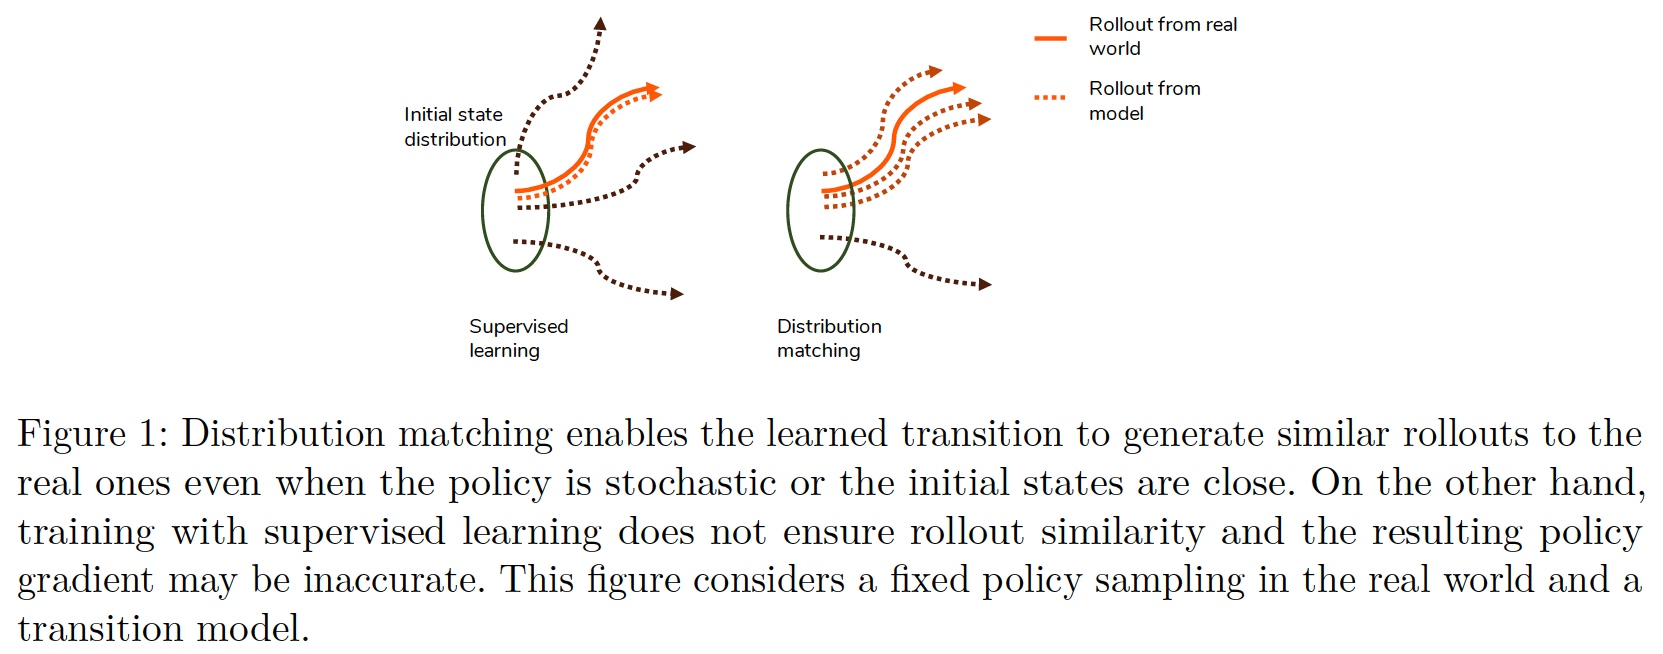 Initial state
distribution
Supervised
learning
Distribution
matching
Rollout from real
world
Rollout from
model
Figure 1: Distribution matching enables the learned transition to generate similar rollouts to the
real ones even when the policy is stochastic or the initial states are close. On the other hand,
training with supervised learning does not ensure rollout similarity and the resulting policy
gradient may be inaccurate. This figure considers a fixed policy sampling in the real world and a
transition model.